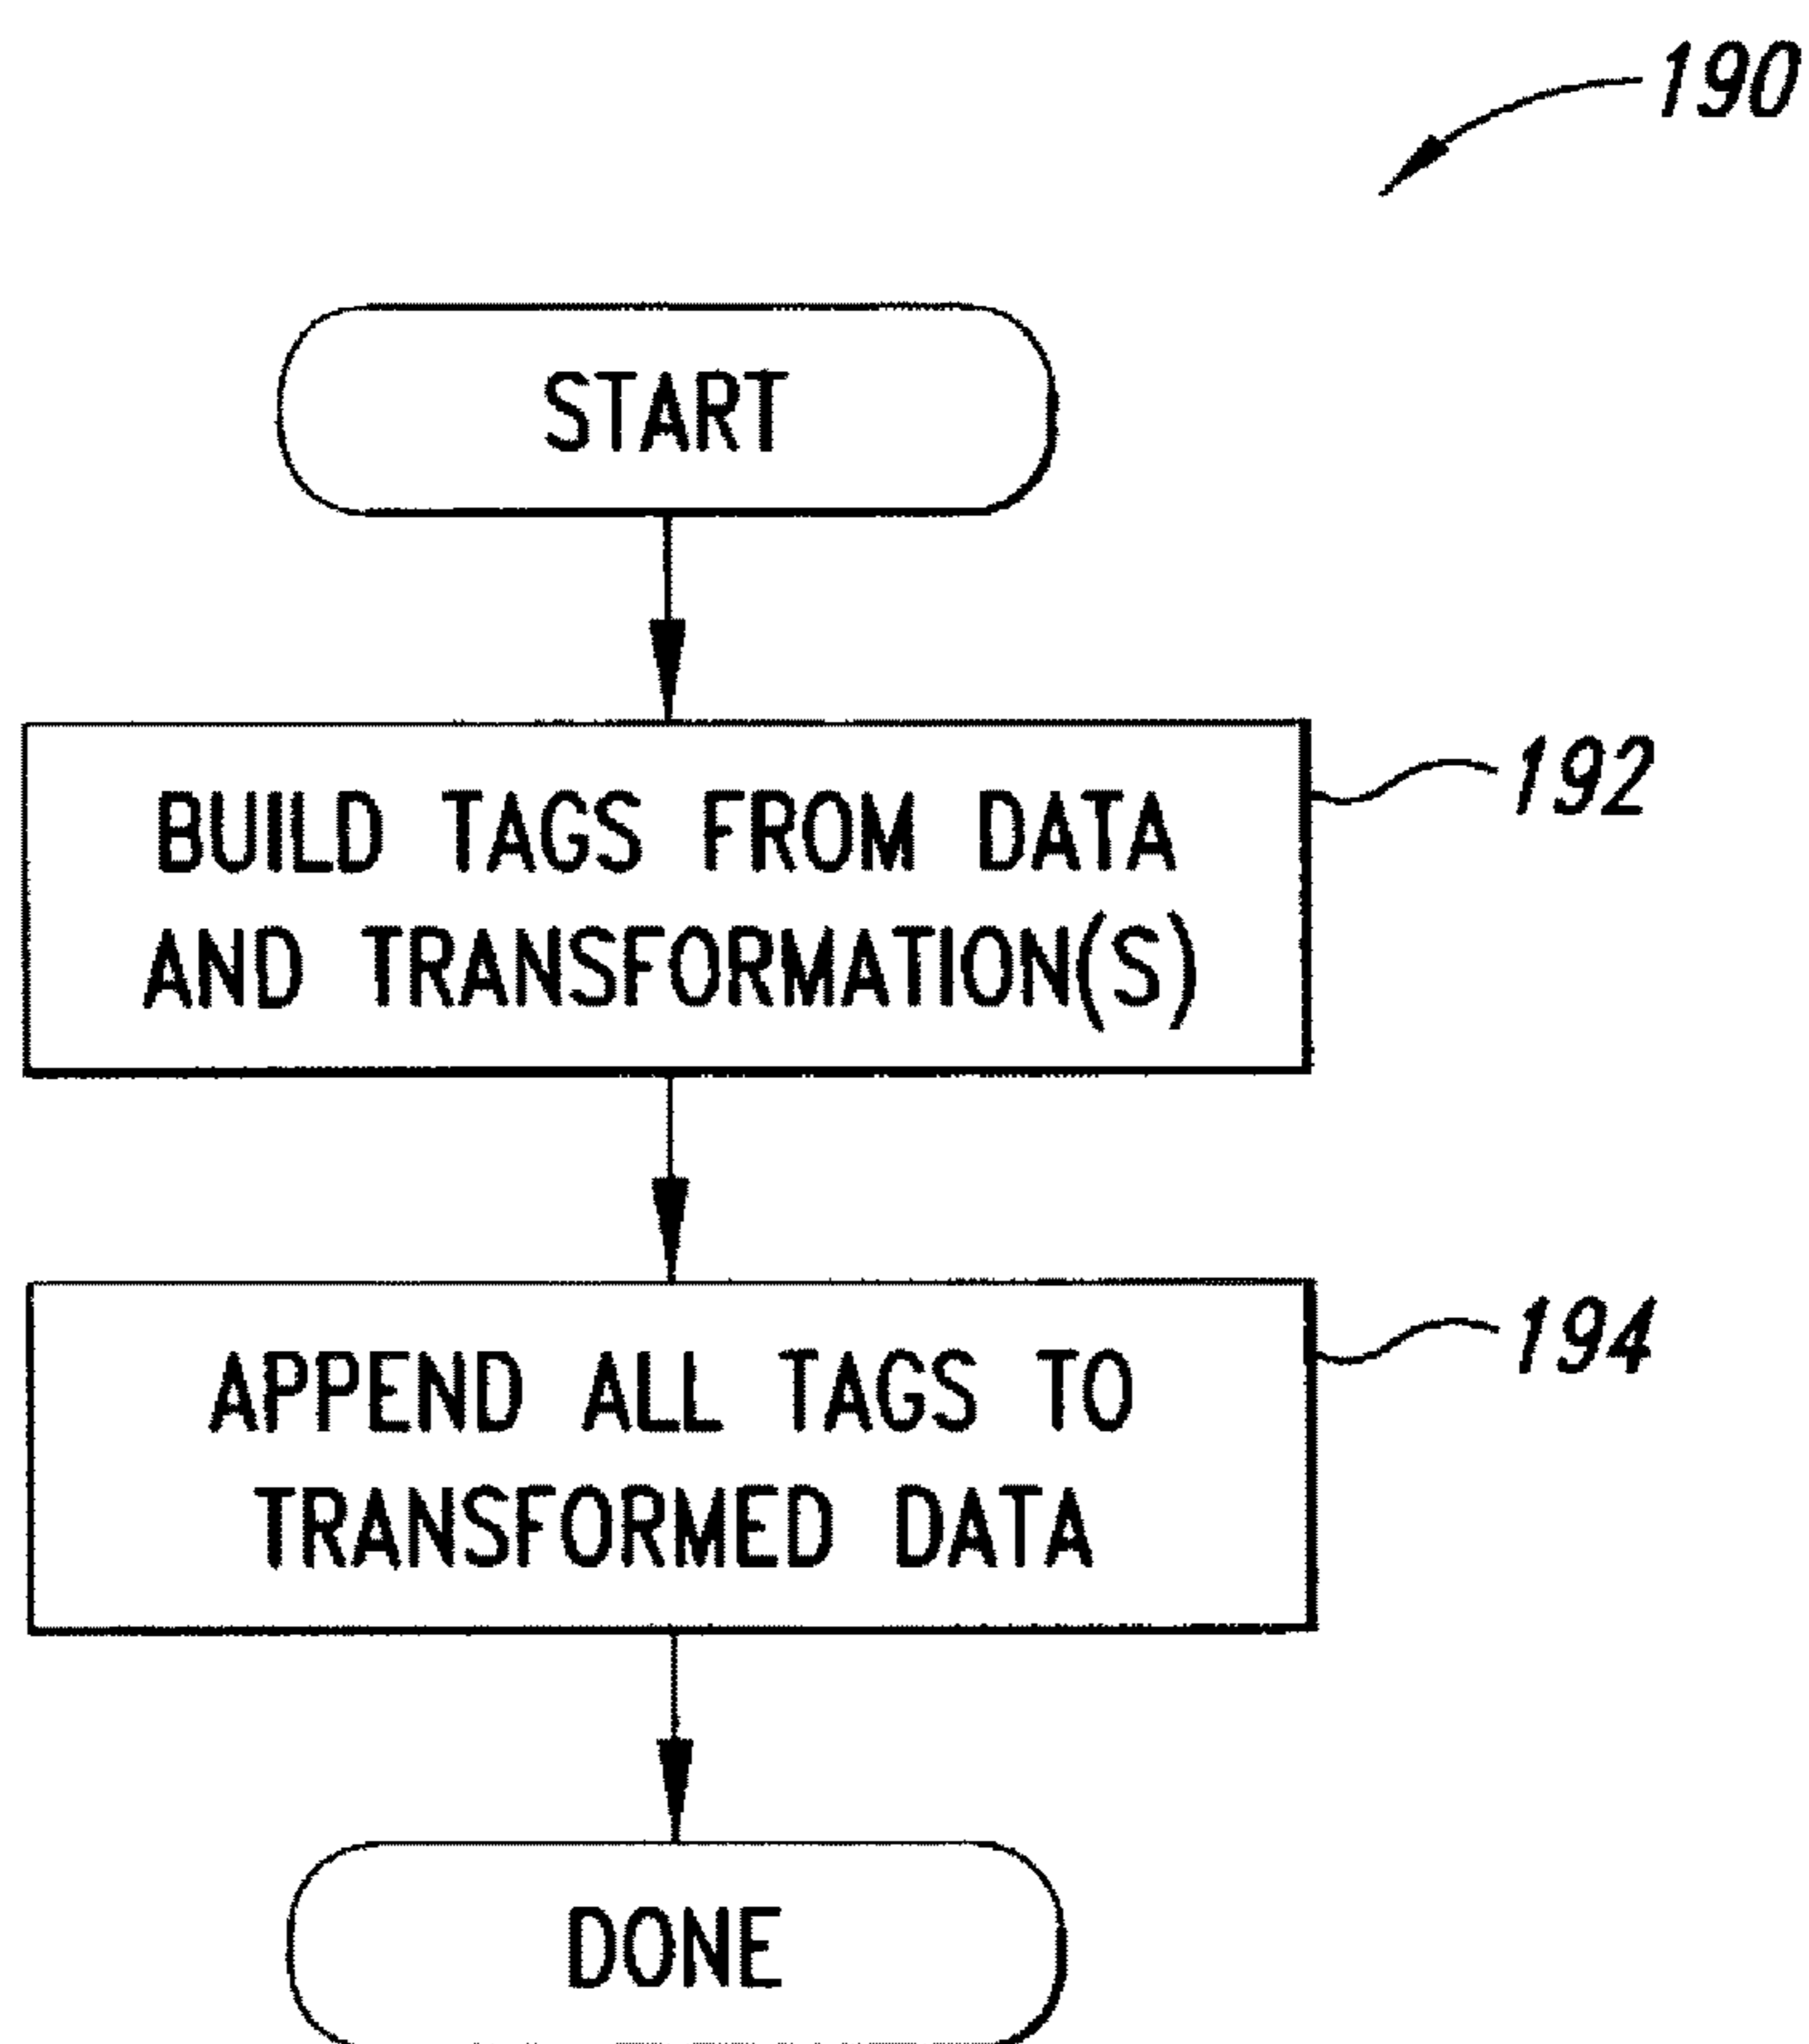 190
START
BUILD TAGS FROM DATA
AND TRANSFORMATION(S)
192
APPEND ALL TAGS TO
TRANSFORMED DATA
194
DONE